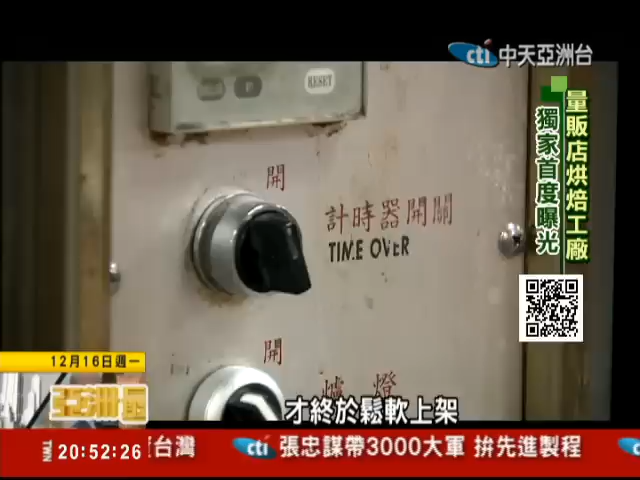 cti 中天亞洲台
量販店烘焙工廠
獨家首度曝光
RESET
開
計時器開關
TIME OVER
開
爐 燈
才終於鬆軟上架
12月16日週一
亞洲
TWN 20:52:26
台灣 cti 張忠謀帶3000大軍 拚先進製程